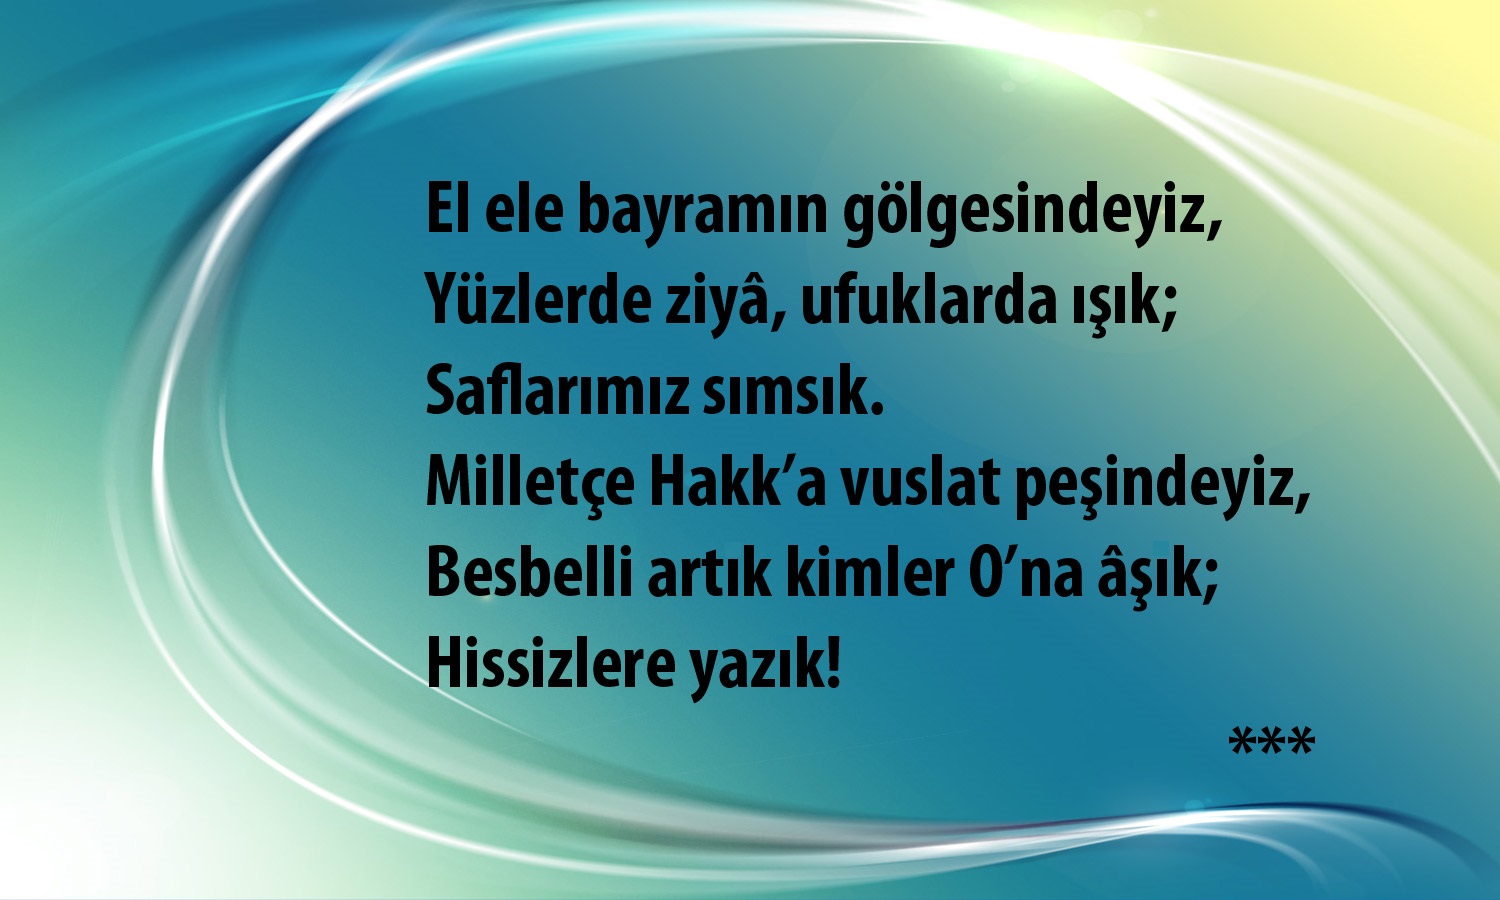 El ele bayramın gölgesindeyiz,
Yüzlerde ziyâ, ufuklarda ışık;
Saflarımız sımsık.
Milletçe Hakk’a vuslat peşindeyiz,
Besbelli artık kimler O’na âşık;
Hissizlere yazık!
***